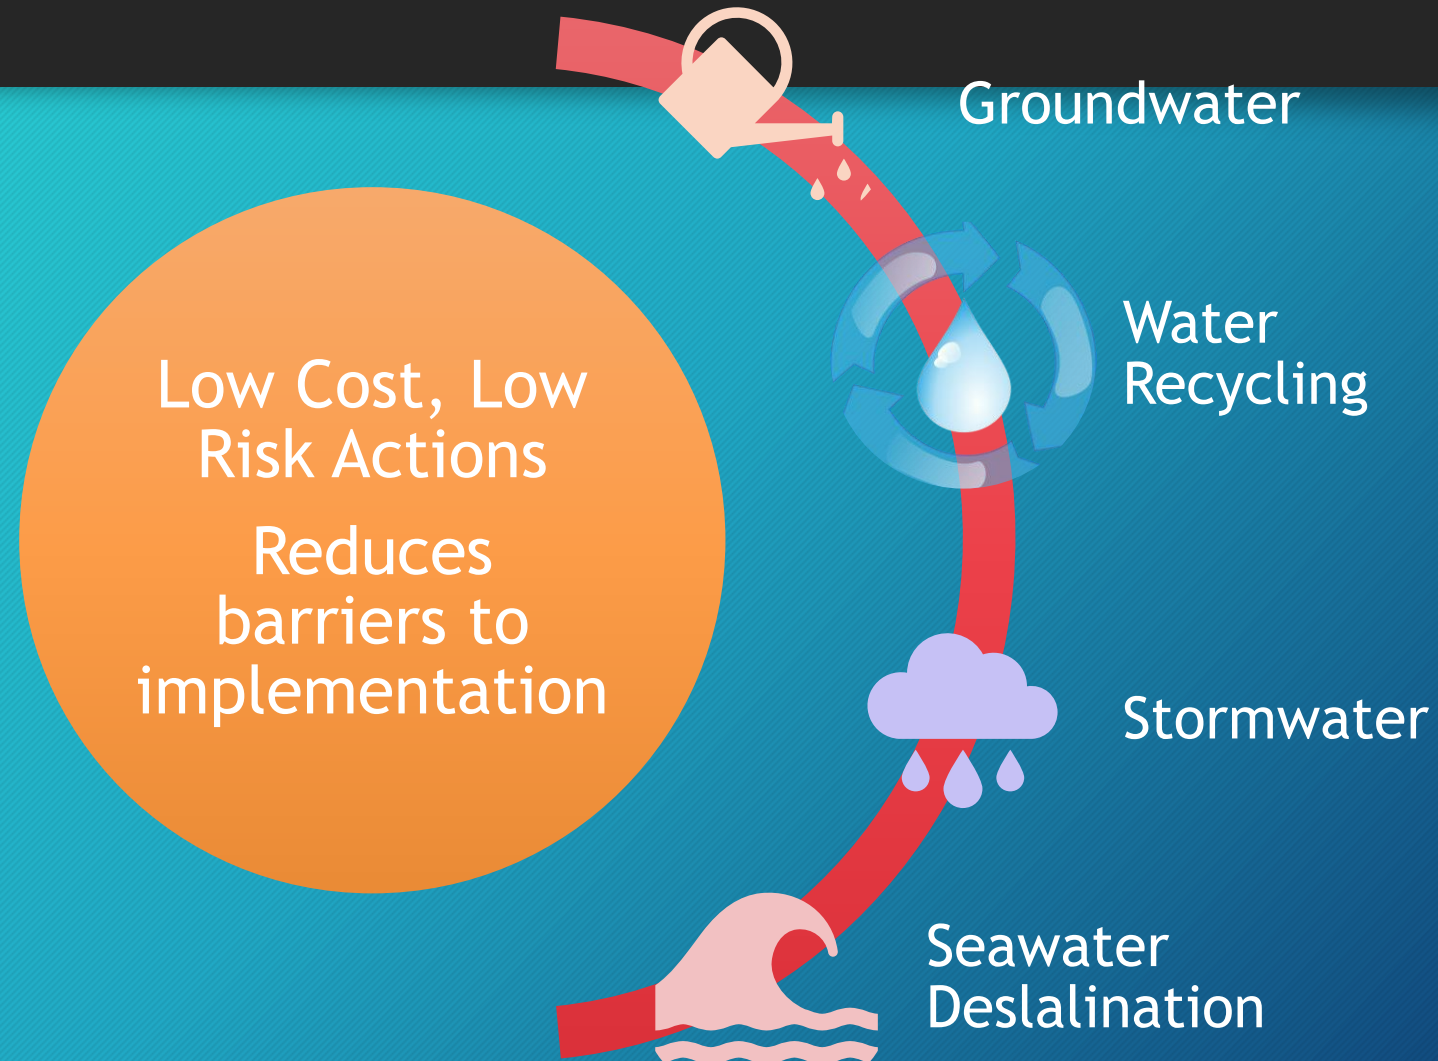 Low Cost, Low
Risk Actions
Reduces
barriers to
implementation
Groundwater
Water
Recycling
Stormwater
Seawater
Deslalination